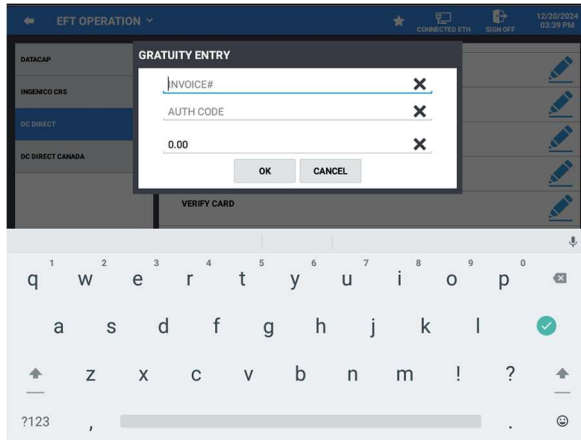 EFT OPERATION
CONNECTED ETH
SIGN OFF
12/20/2024
03:39 PM
DATACAP
INGENICO CRS
DC DIRECT
DC DIRECT CANADA
GRATUITY ENTRY
INVOICE#
AUTH CODE
0.00
OK CANCEL
VERIFY CARD
1 2 3 4 5 6 7 8 9 0
q w e r t y u i o p
a s d f g h j k l
z x c v b n m ! ?
?123 , .